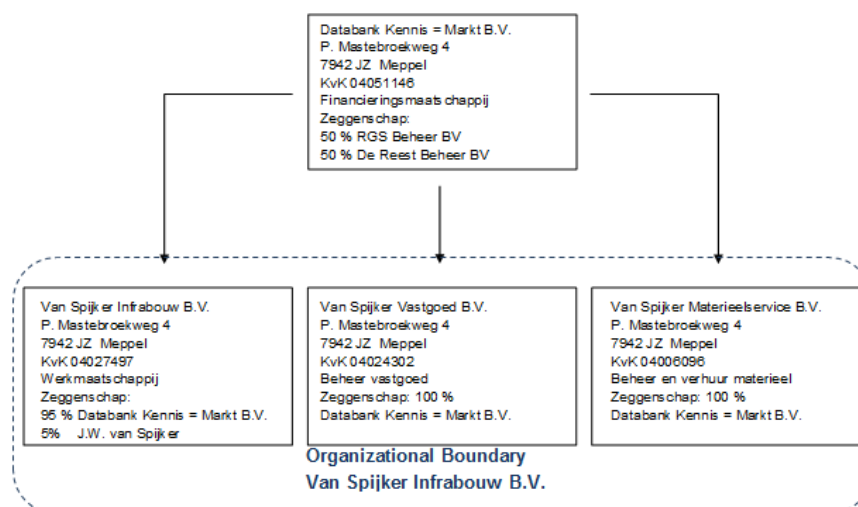 Databank Kennis = Markt B.V.
P. Mastebroekweg 4
7942 JZ Meppel
KvK 04051146
Financieringsmaatschappij
Zeggenschap:
50 % RGS Beheer BV
50 % De Reest Beheer BV
Van Spijker Infrabouw B.V.
P. Mastebroekweg 4
7942 JZ Meppel
KvK 04027497
Werkmaatschappij
Zeggenschap:
95 % Databank Kennis = Markt B.V.
5% J.W. van Spijker
Van Spijker Vastgoed B.V.
P. Mastebroekweg 4
7942 JZ Meppel
KvK 04024302
Beheer vastgoed
Zeggenschap: 100 %
Databank Kennis = Markt B.V.
Van Spijker Materieelservice B.V.
P. Mastebroekweg 4
7942 JZ Meppel
KvK 04006096
Beheer en verhuur materieel
Zeggenschap: 100 %
Databank Kennis = Markt B.V.
Organizational Boundary
Van Spijker Infrabouw B.V.